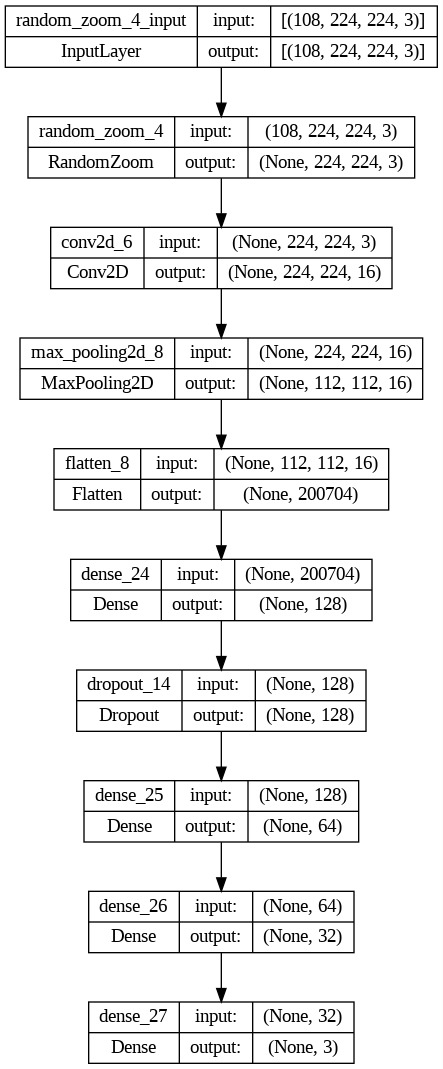 random_zoom_4_input input: [(108, 224, 224, 3)]
InputLayer output: [(108, 224, 224, 3)]
random_zoom_4 input: (108, 224, 224, 3)
RandomZoom output: (None, 224, 224, 3)
conv2d_6 input: (None, 224, 224, 3)
Conv2D output: (None, 224, 224, 16)
max_pooling2d_8 input: (None, 224, 224, 16)
MaxPooling2D output: (None, 112, 112, 16)
flatten_8 input: (None, 112, 112, 16)
Flatten output: (None, 200704)
dense_24 input: (None, 200704)
Dense output: (None, 128)
dropout_14 input: (None, 128)
Dropout output: (None, 128)
dense_25 input: (None, 128)
Dense output: (None, 64)
dense_26 input: (None, 64)
Dense output: (None, 32)
dense_27 input: (None, 32)
Dense output: (None, 3)